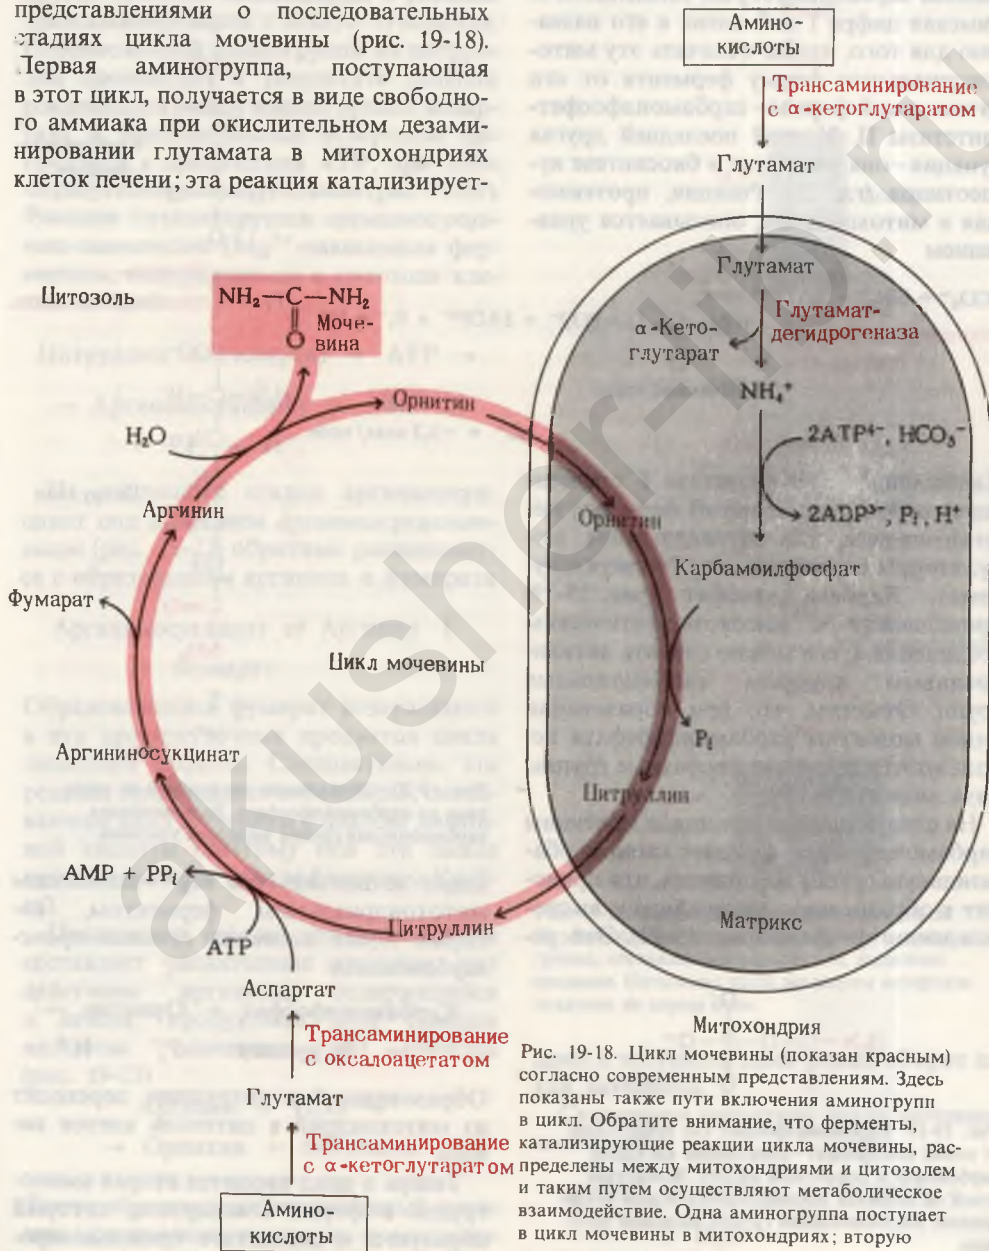 представлениями о последовательных
стадиях цикла мочевины (рис. 19-18).
Первая аминогруппа, поступающая
в этот цикл, получается в виде свободно-
го аммиака при окислительном дезами-
нировании глутамата в митохондриях
клеток печени; эта реакция катализирует-
Амино-
кислоты
Трансаминирование
с α-кетоглутаратом
Глутамат
Глутамат
Глутамат-
дегидрогеназа
α-Кето-
глутарат
NH₄⁺
2ATP⁴⁻, HCO₃⁻
2ADP³⁻, Pᵢ, H⁺
Карбамоилфосфат
Цитозоль
NH₂—C—NH₂
O
Моче-
вина
Орнитин
H₂O
Аргинин
Орнитин
Фумарат
Цикл мочевины
Аргининосукцинат
Pᵢ
Цитруллин
AMP + PPᵢ
ATP
Цитруллин
Матрикс
Аспартат
Трансаминирование
с оксалоацетатом
Глутамат
Трансаминирование
с α-кетоглутаратом
Амино-
кислоты
Митохондрия
Рис. 19-18. Цикл мочевины (показан красным)
согласно современным представлениям. Здесь
показаны также пути включения аминогрупп
в цикл. Обратите внимание, что ферменты,
катализирующие реакции цикла мочевины, рас-
пределены между митохондриями и цитозолем
и таким путем осуществляют метаболическое
взаимодействие. Одна аминогруппа поступает
в цикл мочевины в митохондриях; вторую
akusher-lib.r